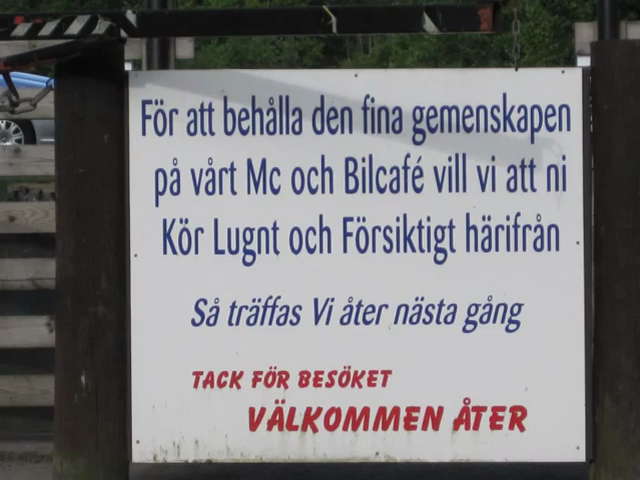 För att behålla den fina gemenskapen
på vårt Mc och Bilcafé vill vi att ni
Kör Lugnt och Försiktigt härifrån
Så träffas Vi åter nästa gång
TACK FÖR BESÖKET
VÄLKOMMEN ÅTER